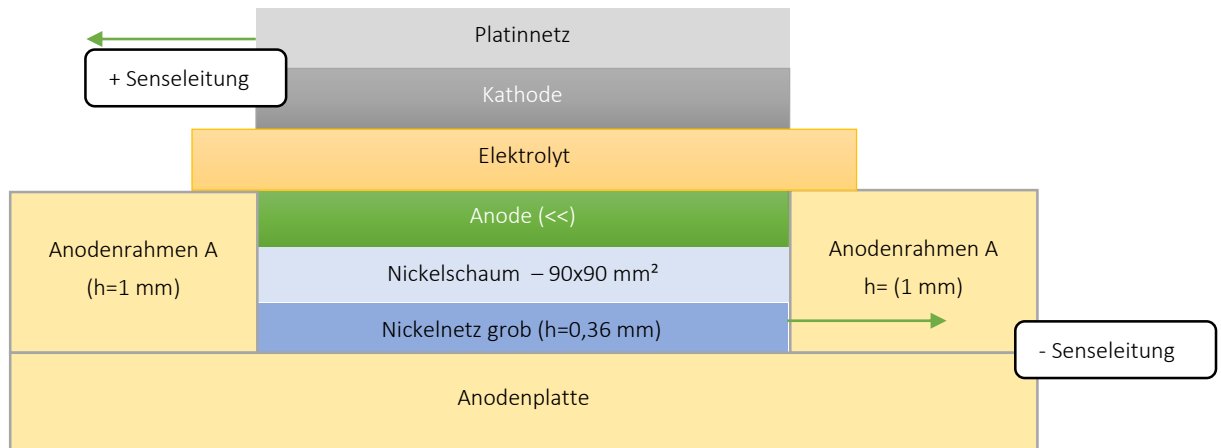 Platinnetz
+ Senseleitung
Kathode
Elektrolyt
Anode (<<)
Anodenrahmen A
(h=1 mm)
Nickelschaum – 90x90 mm²
Anodenrahmen A
h= (1 mm)
Nickelnetz grob (h=0,36 mm)
- Senseleitung
Anodenplatte